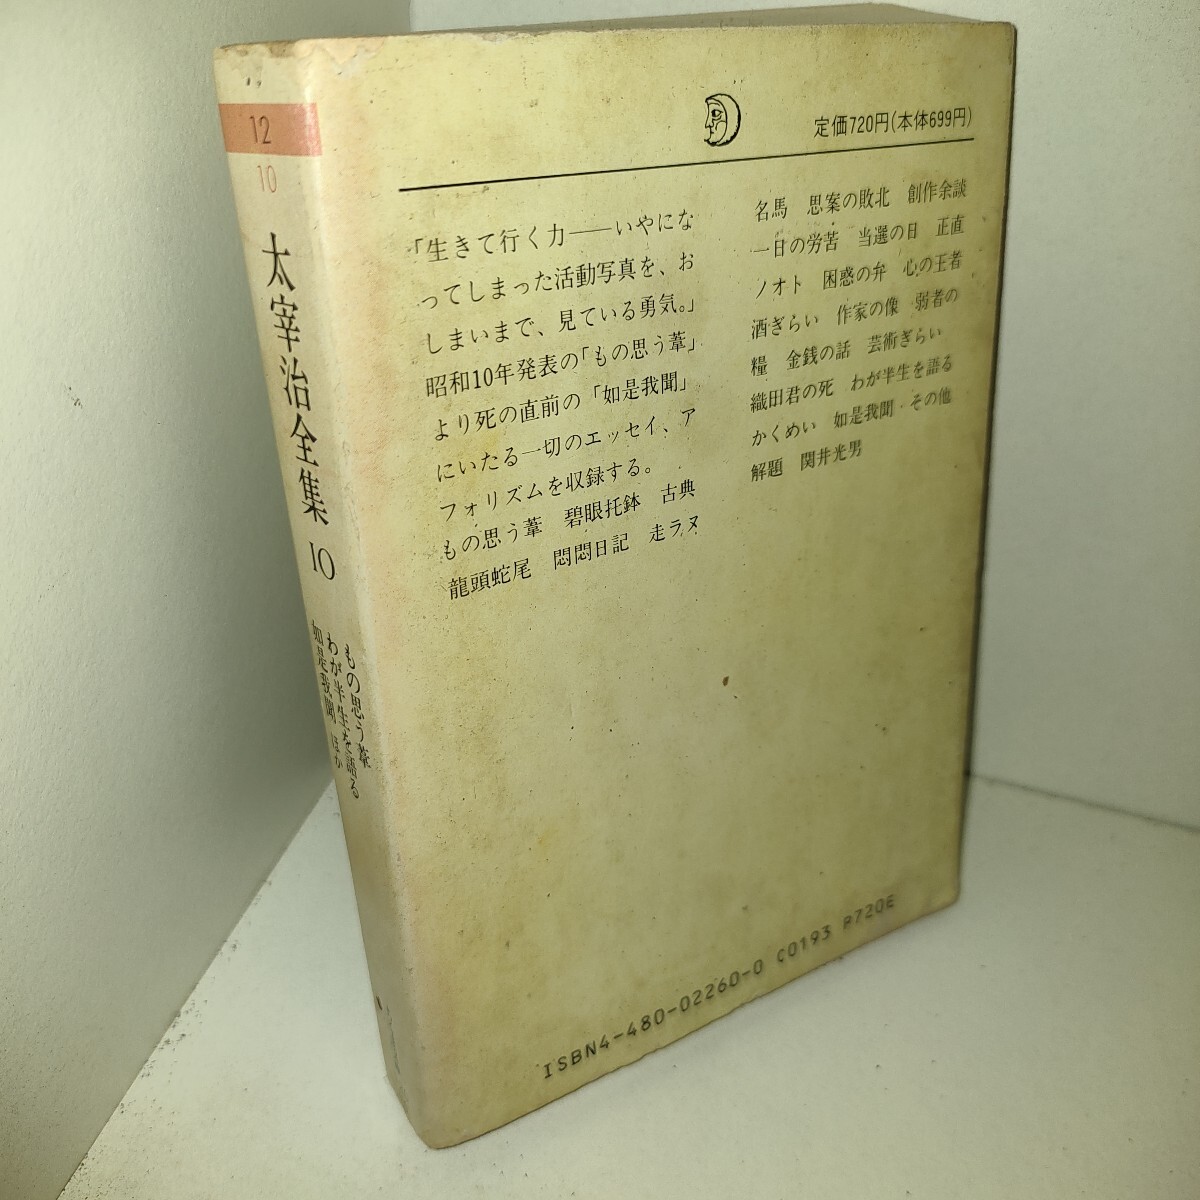 12
10
太宰治全集 10
もの思う葦
わが半生を語る
如是我聞 ほか
定価720円(本体699円)
「生きて行く力――いやにな
ってしまった活動写真を、お
しまいまで、見ている勇気。」
昭和10年発表の「もの思う葦」
より死の直前の「如是我聞」
にいたる一切のエッセイ、ア
フォリズムを収録する。
もの思う葦 碧眼托鉢 古典
龍頭蛇尾 悶悶日記 走ラヌ
名馬 思案の敗北 創作余談
一日の労苦 当選の日 正直
ノオト 困惑の弁 心の王者
酒ぎらい 作家の像 弱者の
糧 金銭の話 芸術ぎらい
織田君の死 わが半生を語る
かくめい 如是我聞・その他
解題 関井光男
ISBN4-480-02260-0 C0193 P720E